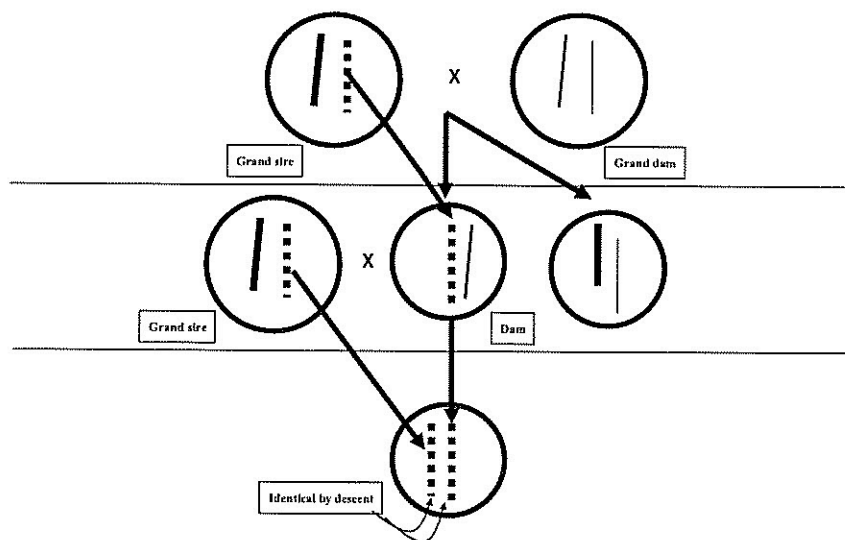 X
Grand sire
Grand dam
X
Grand sire
Dam
Identical by descent